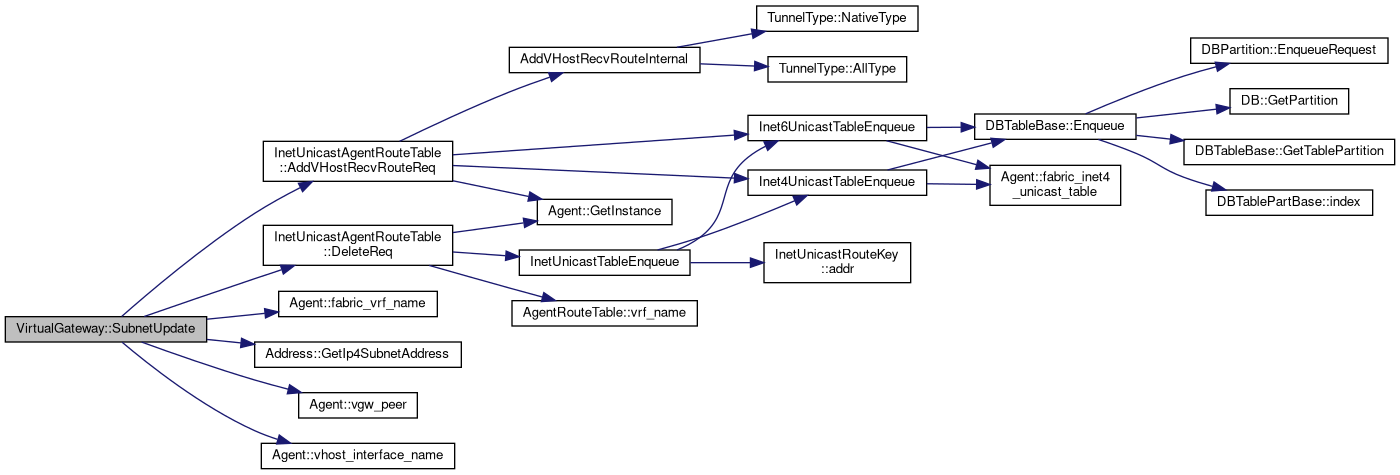 VirtualGateway::SubnetUpdate
InetUnicastAgentRouteTable
::AddVHostRecvRouteReq
InetUnicastAgentRouteTable
::DeleteReq
Agent::fabric_vrf_name
Address::GetIp4SubnetAddress
Agent::vgw_peer
Agent::vhost_interface_name
AddVHostRecvRouteInternal
Agent::GetInstance
InetUnicastTableEnqueue
AgentRouteTable::vrf_name
TunnelType::NativeType
TunnelType::AllType
Inet6UnicastTableEnqueue
Inet4UnicastTableEnqueue
InetUnicastRouteKey
::addr
DBTableBase::Enqueue
Agent::fabric_inet4
_unicast_table
DBPartition::EnqueueRequest
DB::GetPartition
DBTableBase::GetTablePartition
DBTablePartBase::index